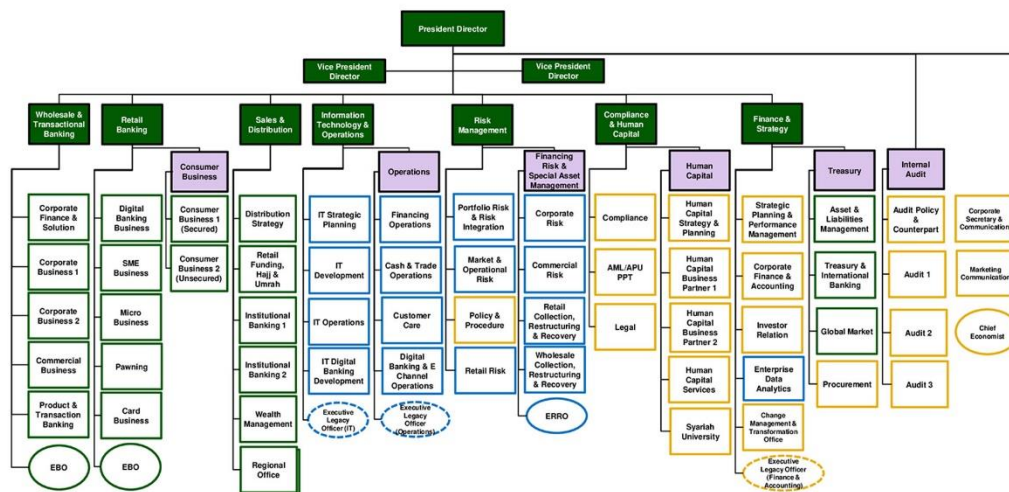 President Director
Vice President
Director
Vice President
Director
Wholesale &
Transactional
Banking
Retail
Banking
Sales &
Distribution
Information
Technology &
Operations
Risk
Management
Compliance
& Human
Capital
Finance &
Strategy
Consumer
Business
Operations
Financing
Risk &
Special Asset
Management
Human
Capital
Treasury
Internal
Audit
Corporate
Finance &
Solution
Corporate
Business 1
Corporate
Business 2
Commercial
Business
Product &
Transaction
Banking
EBO
Digital
Banking
Business
SME
Business
Micro
Business
Pawning
Card
Business
EBO
Consumer
Business 1
(Secured)
Consumer
Business 2
(Unsecured)
Distribution
Strategy
Retail
Funding,
Hajj &
Umrah
Institutional
Banking 1
Institutional
Banking 2
Wealth
Management
Regional
Office
IT Strategic
Planning
IT
Development
IT Operations
IT Digital
Banking
Development
Executive
Legacy
Officer (IT)
Financing
Operations
Cash & Trade
Operations
Customer
Care
Digital
Banking & E
Channel
Operations
Executive
Legacy
Officer
(Operations)
Portfolio Risk
& Risk
Integration
Market &
Operational
Risk
Policy &
Procedure
Retail Risk
Corporate
Risk
Commercial
Risk
Retail
Collection,
Restructuring
& Recovery
Wholesale
Collection,
Restructuring
& Recovery
ERRO
Compliance
AML/APU
PPT
Legal
Human
Capital
Strategy &
Planning
Human
Capital
Business
Partner 1
Human
Capital
Business
Partner 2
Human
Capital
Services
Syariah
University
Strategic
Planning &
Performance
Management
Corporate
Finance &
Accounting
Investor
Relation
Enterprise
Data
Analytics
Change
Management &
Transformation
Office
Executive
Legacy Officer
(Finance &
Accounting)
Asset &
Liabilities
Management
Treasury &
International
Banking
Global Market
Procurement
Audit Policy
&
Counterpart
Audit 1
Audit 2
Audit 3
Corporate
Secretary &
Communication
Marketing
Communication
Chief
Economist